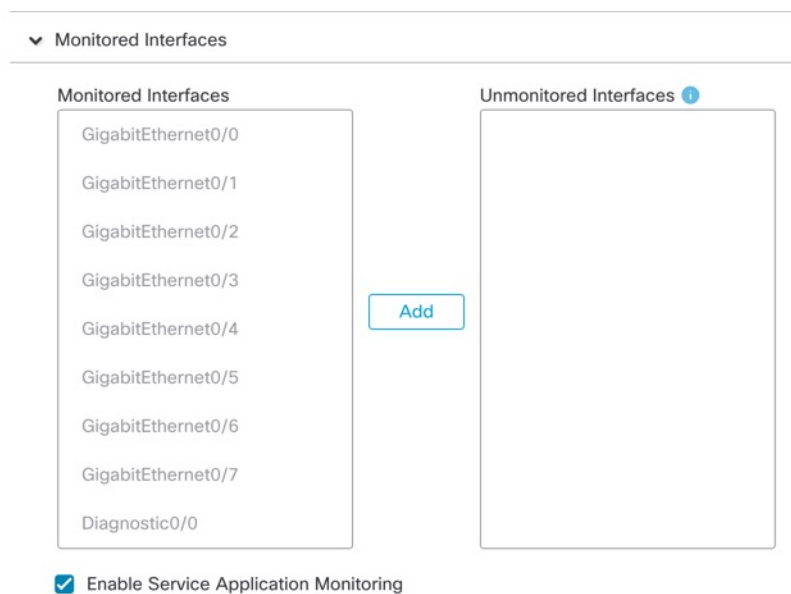 Monitored Interfaces
Monitored Interfaces
GigabitEthernet0/0
GigabitEthernet0/1
GigabitEthernet0/2
GigabitEthernet0/3
GigabitEthernet0/4
GigabitEthernet0/5
GigabitEthernet0/6
GigabitEthernet0/7
Diagnostic0/0
Add
Unmonitored Interfaces i
Enable Service Application Monitoring